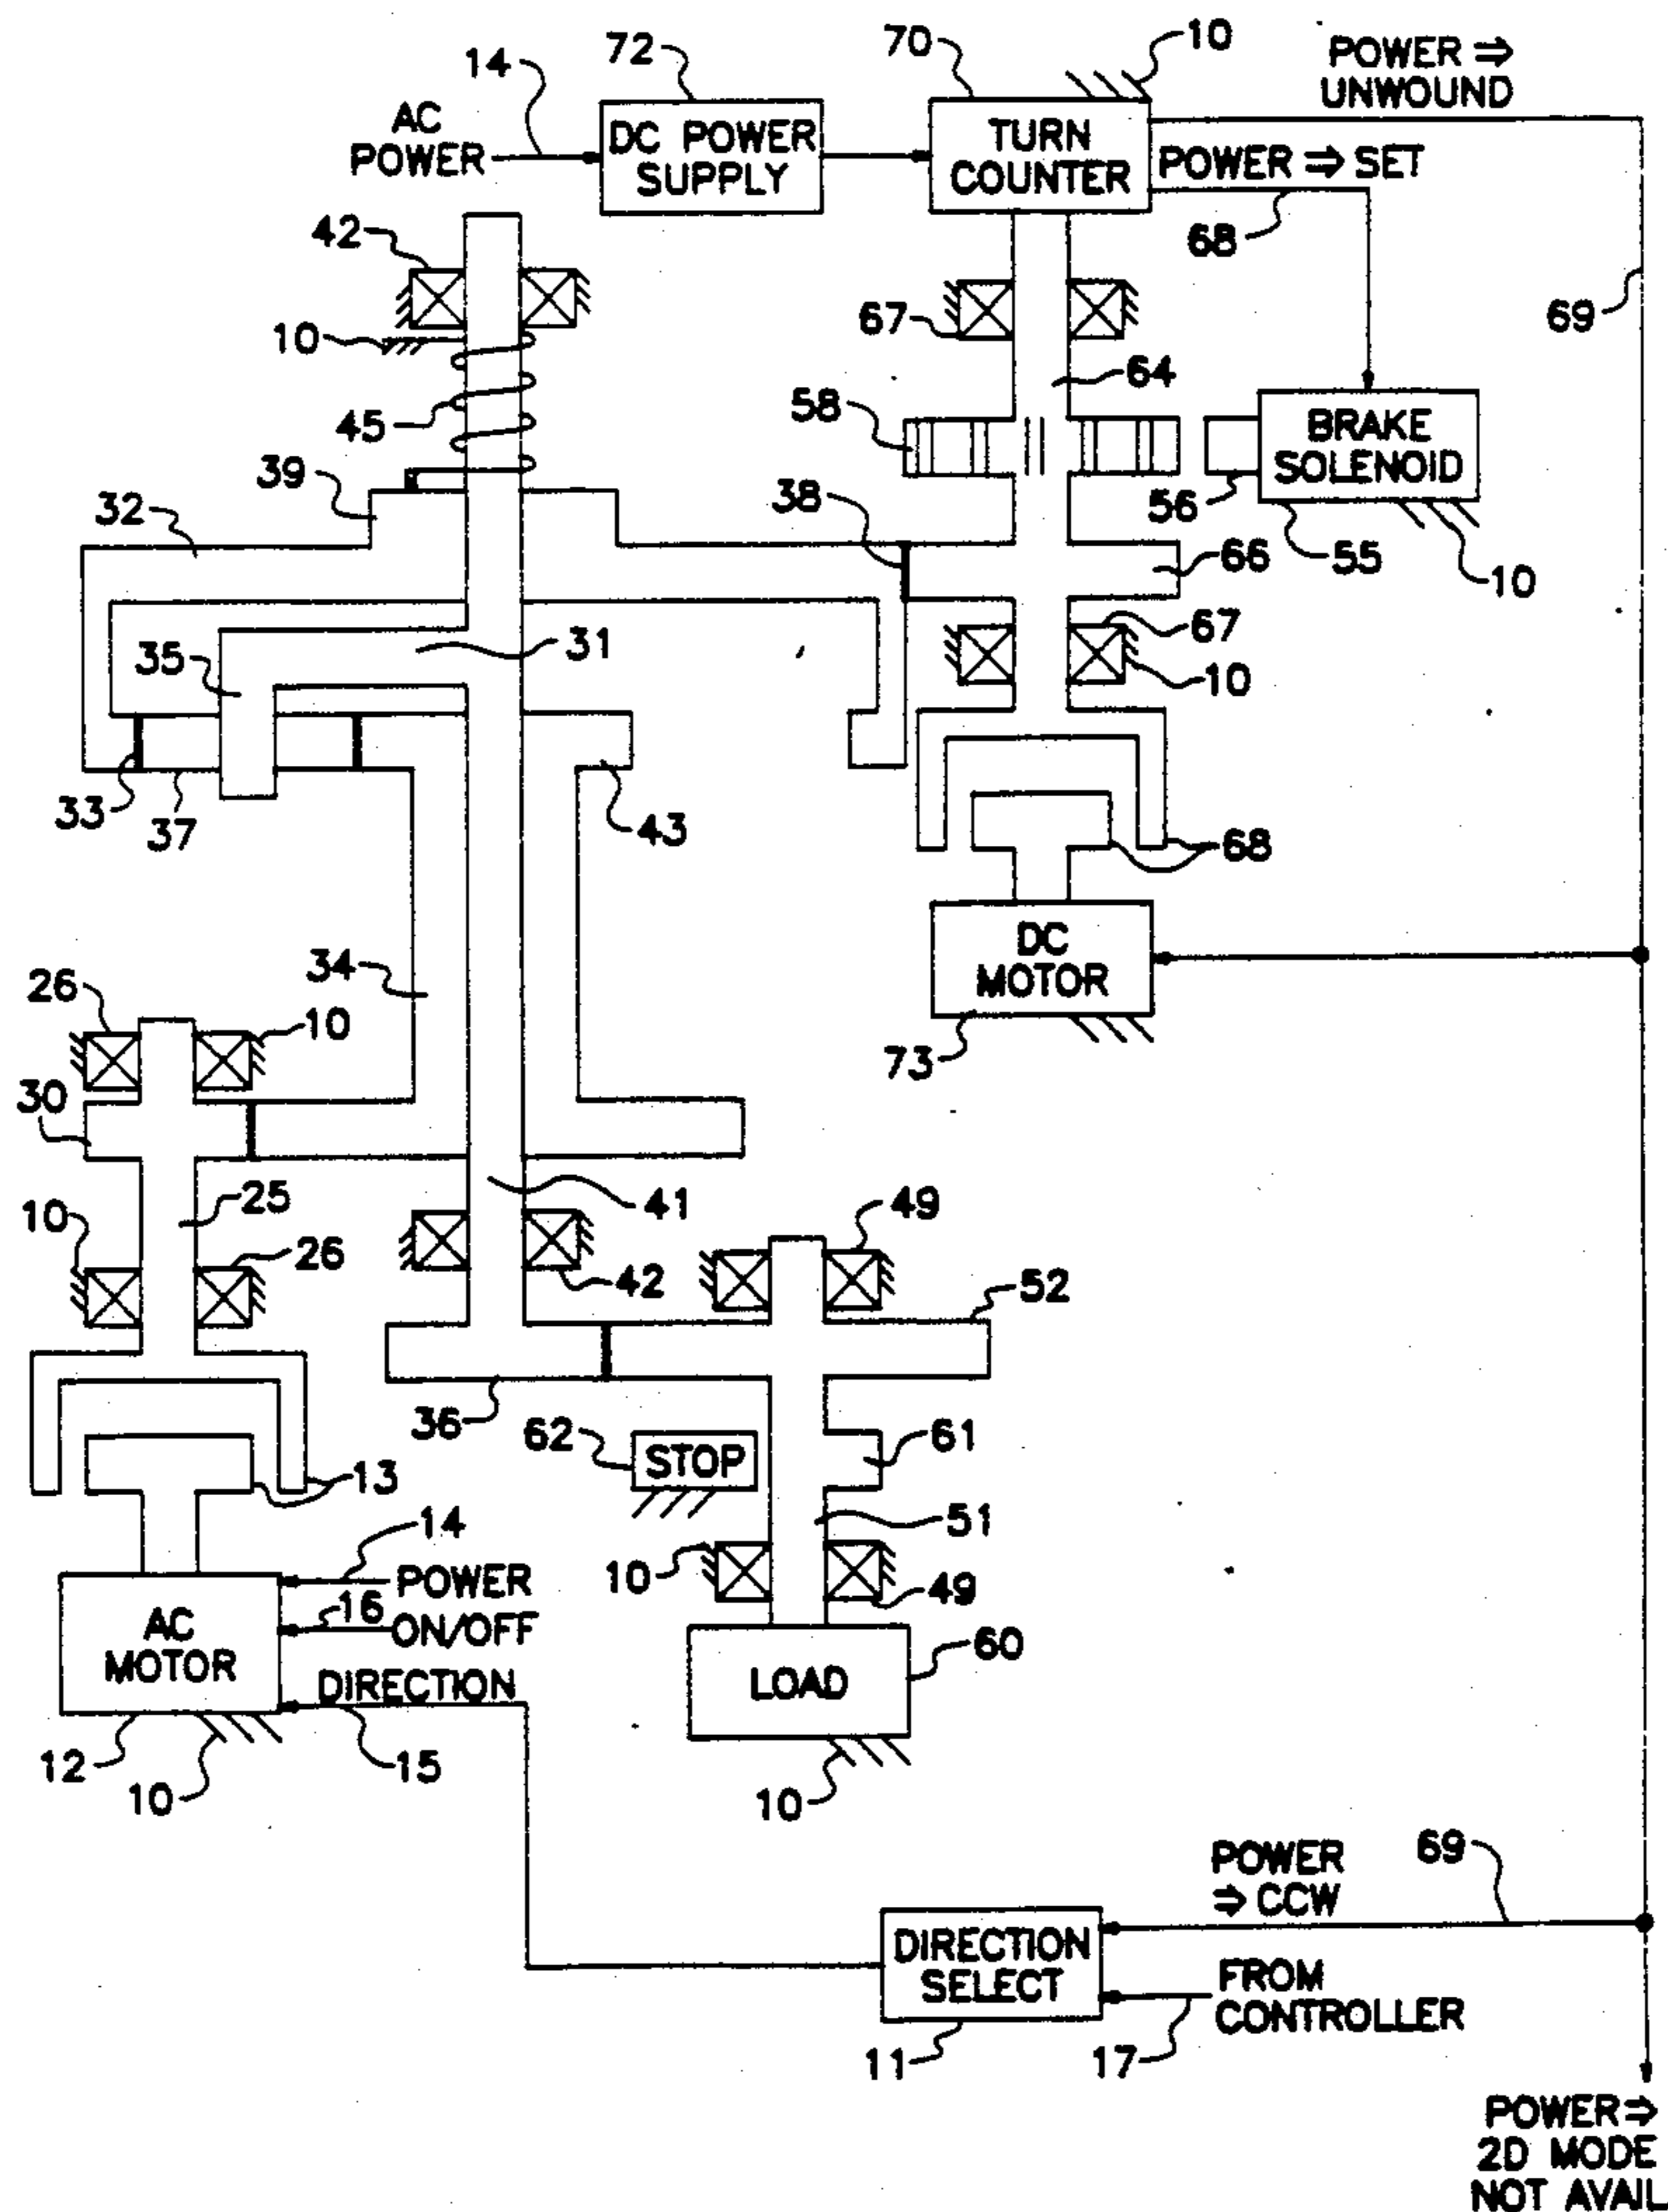 72
70
10
POWER ⇒
UNWOUND
14
AC
POWER
DC POWER
SUPPLY
TURN
COUNTER
POWER ⇒ SET
68
42
10
67
69
45
64
58
BRAKE
SOLENOID
39
56
32
38
55
10
66
31
67
35
10
33
37
43
68
34
DC
MOTOR
26
10
73
30
25
10
26
41
49
42
52
36
62
STOP
61
13
51
14
10
POWER
49
16
ON/OFF
AC
MOTOR
60
LOAD
DIRECTION
12
10
15
10
POWER
⇒ CCW
69
DIRECTION
SELECT
FROM
CONTROLLER
11
17
POWER ⇒
2D MODE
NOT AVAIL